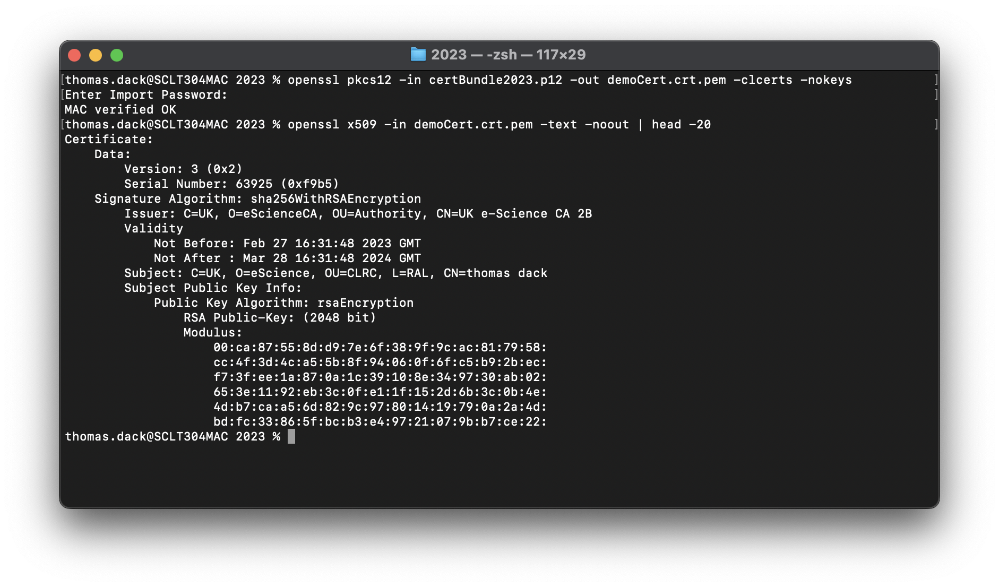 2023 — -zsh — 117×29
[thomas.dack@SCLT304MAC 2023 % openssl pkcs12 -in certBundle2023.p12 -out demoCert.crt.pem -clcerts -nokeys ]
[Enter Import Password: ]
MAC verified OK
[thomas.dack@SCLT304MAC 2023 % openssl x509 -in demoCert.crt.pem -text -noout | head -20 ]
Certificate:
    Data:
        Version: 3 (0x2)
        Serial Number: 63925 (0xf9b5)
    Signature Algorithm: sha256WithRSAEncryption
        Issuer: C=UK, O=eScienceCA, OU=Authority, CN=UK e-Science CA 2B
        Validity
            Not Before: Feb 27 16:31:48 2023 GMT
            Not After : Mar 28 16:31:48 2024 GMT
        Subject: C=UK, O=eScience, OU=CLRC, L=RAL, CN=thomas dack
        Subject Public Key Info:
            Public Key Algorithm: rsaEncryption
                RSA Public-Key: (2048 bit)
                Modulus:
                    00:ca:87:55:8d:d9:7e:6f:38:9f:9c:ac:81:79:58:
                    cc:4f:3d:4c:a5:5b:8f:94:06:0f:6f:c5:b9:2b:ec:
                    f7:3f:ee:1a:87:0a:1c:39:10:8e:34:97:30:ab:02:
                    65:3e:11:92:eb:3c:0f:e1:1f:15:2d:6b:3c:0b:4e:
                    4d:b7:ca:a5:6d:82:9c:97:80:14:19:79:0a:2a:4d:
                    bd:fc:33:86:5f:bc:b3:e4:97:21:07:9b:b7:ce:22:
thomas.dack@SCLT304MAC 2023 %